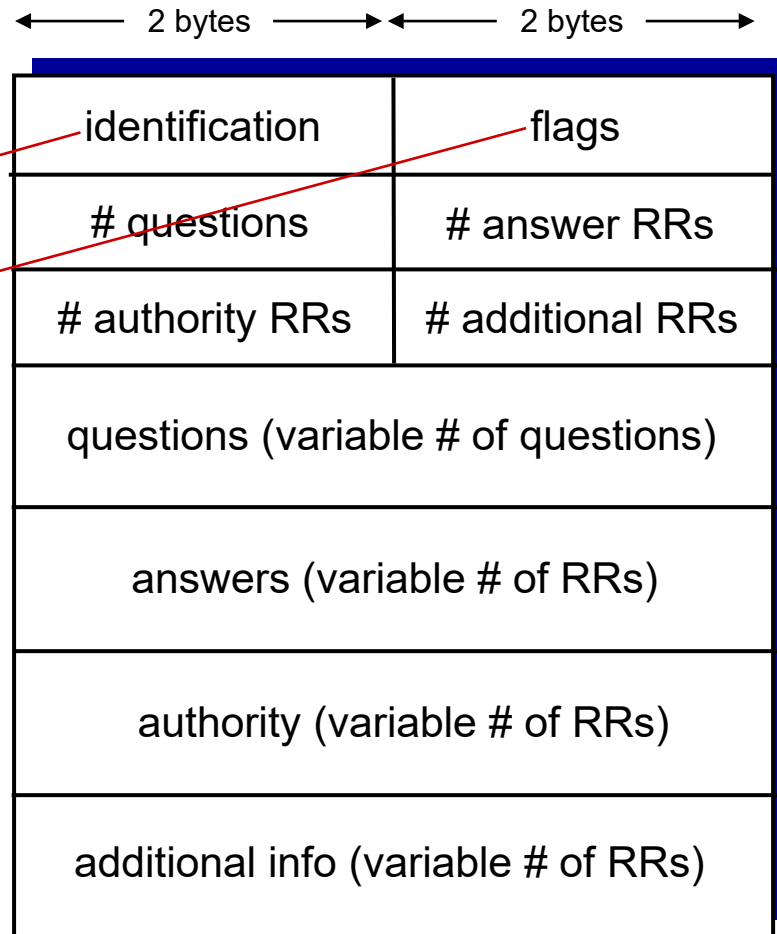 2 bytes 2 bytes
identification flags
# questions # answer RRs
# authority RRs # additional RRs
questions (variable # of questions)
answers (variable # of RRs)
authority (variable # of RRs)
additional info (variable # of RRs)